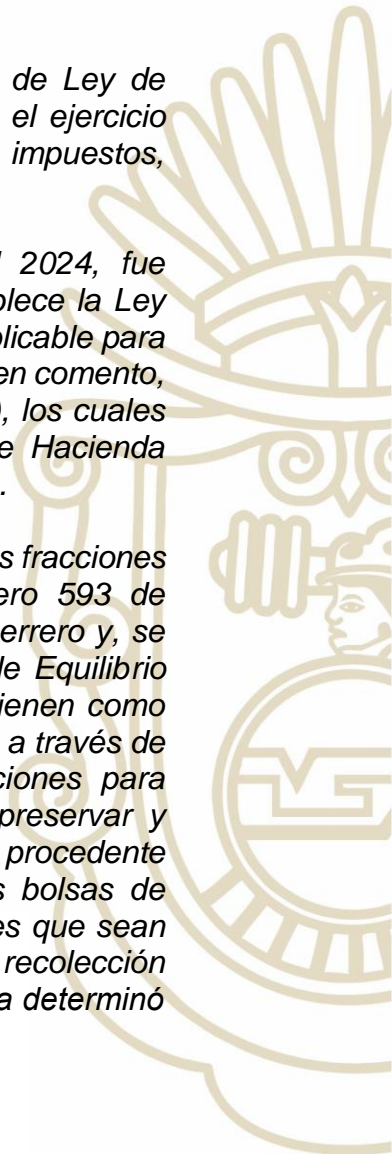 de Ley de
el ejercicio
impuestos,
2024, fue
blece la Ley
plicable para
en comento,
), los cuales
e Hacienda
.
s fracciones
ero 593 de
errero y, se
de Equilibrio
ienen como
a través de
ciones para
preservar y
procedente
s bolsas de
es que sean
recolección
a determinó